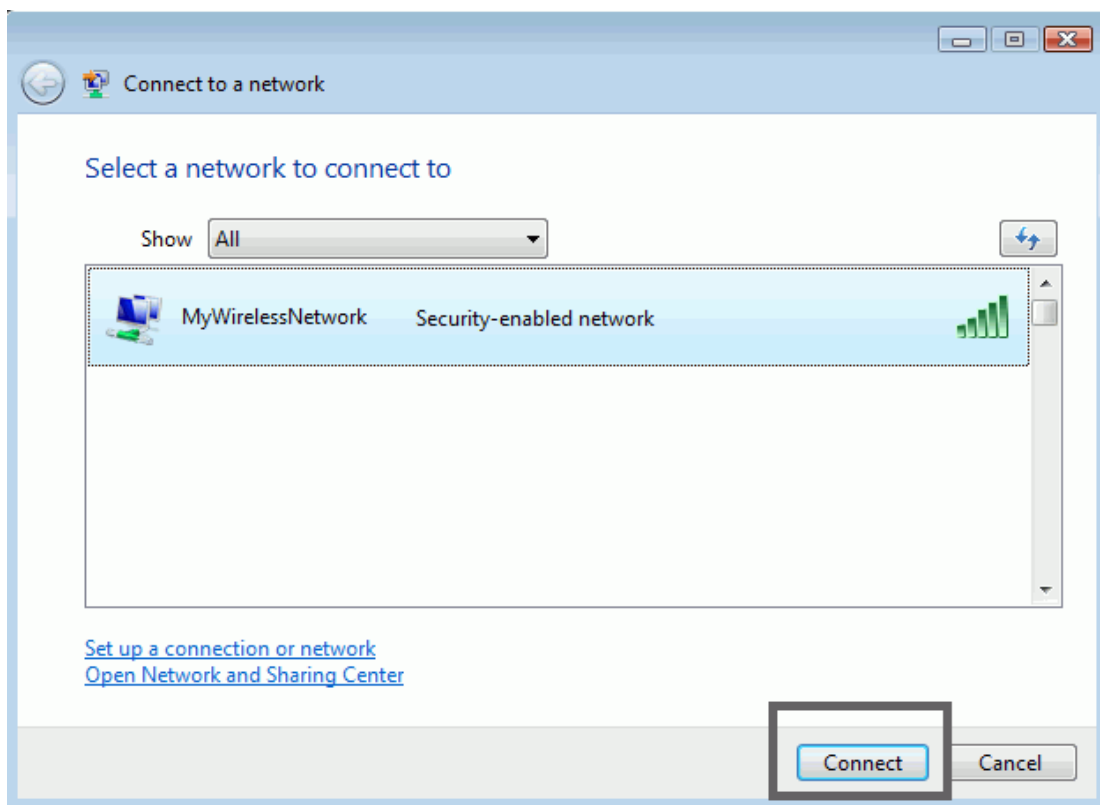 Connect to a network
Select a network to connect to
Show All
MyWirelessNetwork Security-enabled network
Set up a connection or network
Open Network and Sharing Center
Connect Cancel